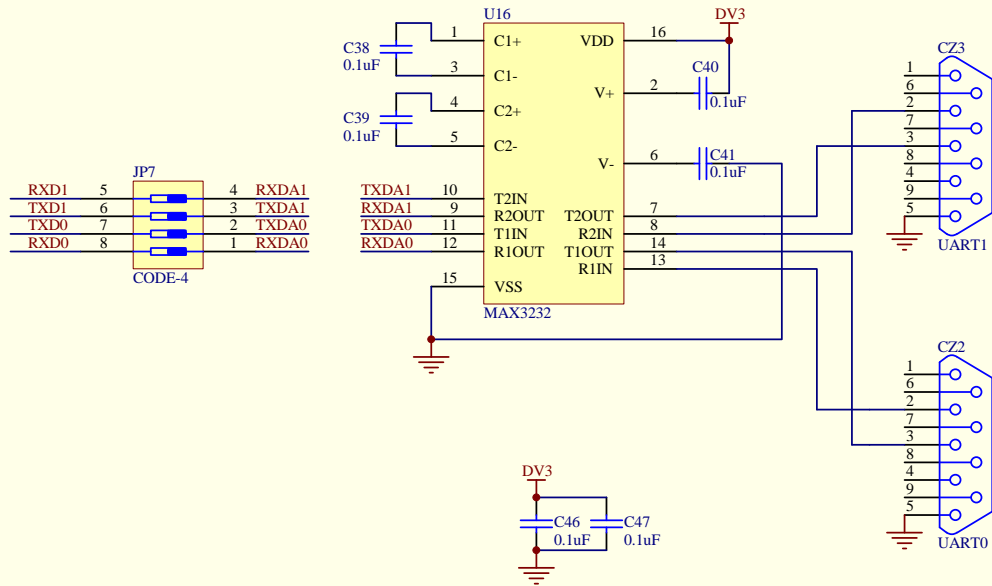 U16
MAX3232
1 C1+
3 C1-
4 C2+
5 C2-
10 T2IN
9 R2OUT
11 T1IN
12 R1OUT
15 VSS
VDD 16
V+ 2
V- 6
T2OUT 7
R2IN 8
T1OUT 14
R1IN 13
C38
0.1uF
C39
0.1uF
DV3
C40
0.1uF
C41
0.1uF
JP7
RXD1 5 4 RXDA1
TXD1 6 3 TXDA1
TXD0 7 2 TXDA0
RXD0 8 1 RXDA0
CODE-4
TXDA1
RXDA1
TXDA0
RXDA0
CZ3
1
6
2
7
3
8
4
9
5
UART1
CZ2
1
6
2
7
3
8
4
9
5
UART0
DV3
C46
0.1uF
C47
0.1uF